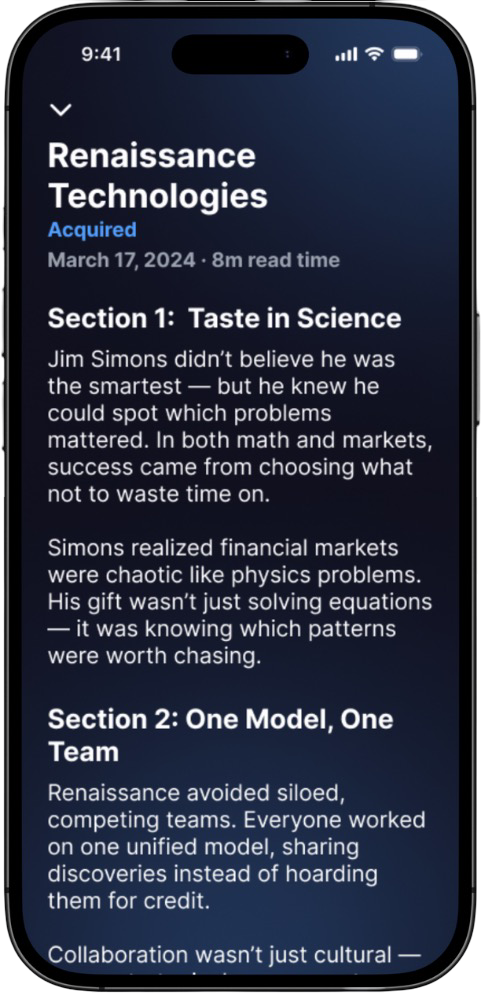 9:41
Renaissance
Technologies
Acquired
March 17, 2024 · 8m read time
Section 1:  Taste in Science
Jim Simons didn’t believe he was
the smartest — but he knew he
could spot which problems
mattered. In both math and markets,
success came from choosing what
not to waste time on.
Simons realized financial markets
were chaotic like physics problems.
His gift wasn’t just solving equations
— it was knowing which patterns
were worth chasing.
Section 2: One Model, One
Team
Renaissance avoided siloed,
competing teams. Everyone worked
on one unified model, sharing
discoveries instead of hoarding
them for credit.
Collaboration wasn’t just cultural —